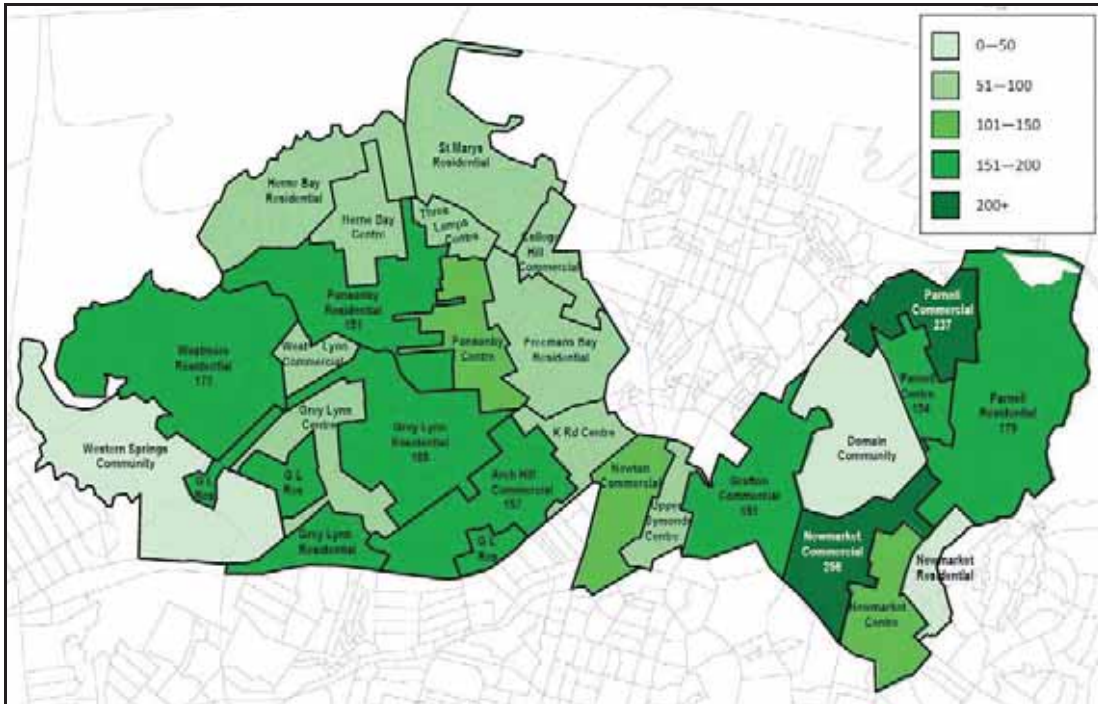 0—50
51—100
101—150
151—200
200+
St Marys
Residential
Herne Bay
Residential
Three
Lamps
Centre
Herne Bay
Centre
College
Hill
Commercial
Parnell
Commercial
237
Ponsonby
Residential
Ponsonby
Centre
Freemans Bay
Residential
Westmere
Residential
West Lynn
Commercial
Parnell
Centre
154
Parnell
Residential
179
Grey Lynn
Centre
Grey Lynn
Residential
K Rd Centre
Domain
Community
Western Springs
Community
G L
Res
G L
Res
Arch Hill
Commercial
157
Newton
Commercial
Upper
Symonds
Centre
Grafton
Commercial
Grey Lynn
Residential
G L
Res
Newmarket
Commercial
Newmarket
Residential
Newmarket
Centre